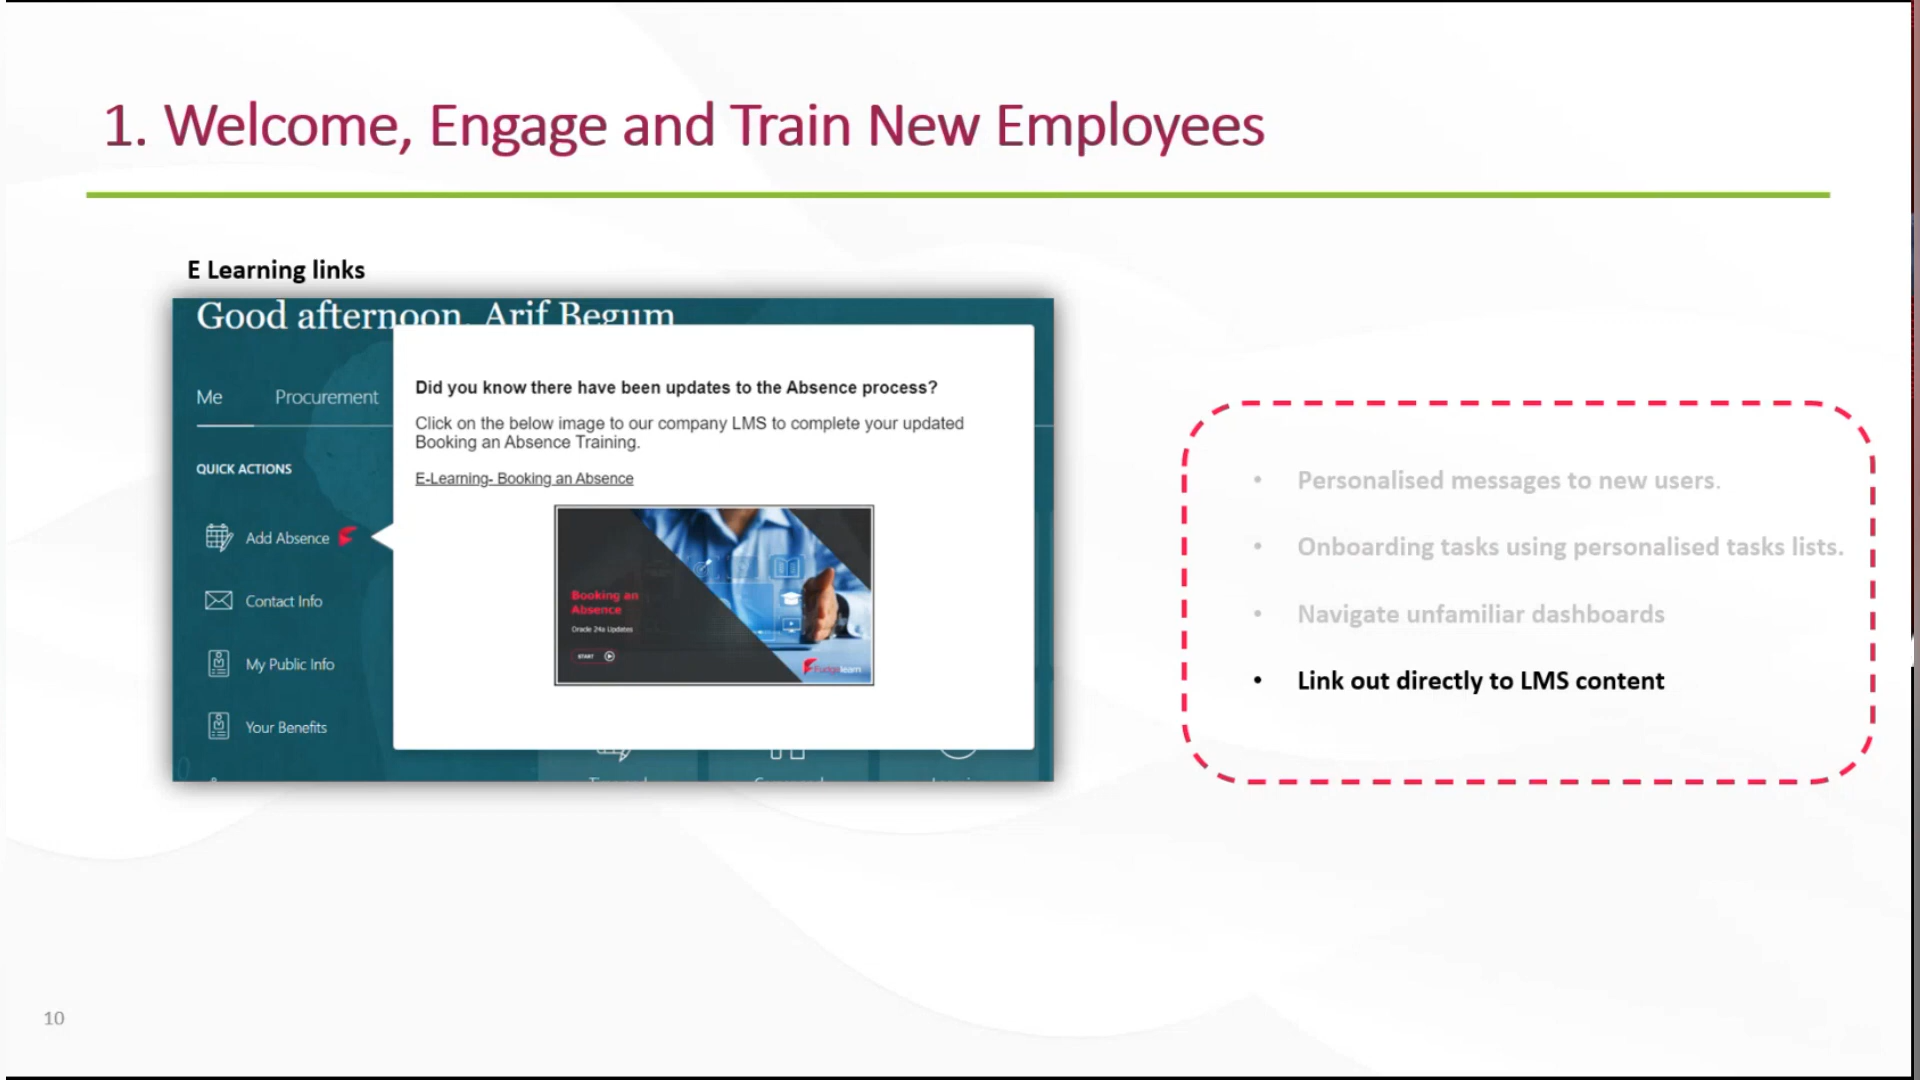 1. Welcome, Engage and Train New Employees
E Learning links
Good afternoon, Arif Begum
Me
Procurement
QUICK ACTIONS
Add Absence
Contact Info
My Public Info
Your Benefits
Did you know there have been updates to the Absence process?
Click on the below image to our company LMS to complete your updated
Booking an Absence Training.
E-Learning- Booking an Absence
Booking an
Absence
Oracle 24a Updates
START
Fudgelearn
• Personalised messages to new users.
• Onboarding tasks using personalised tasks lists.
• Navigate unfamiliar dashboards
• Link out directly to LMS content
10